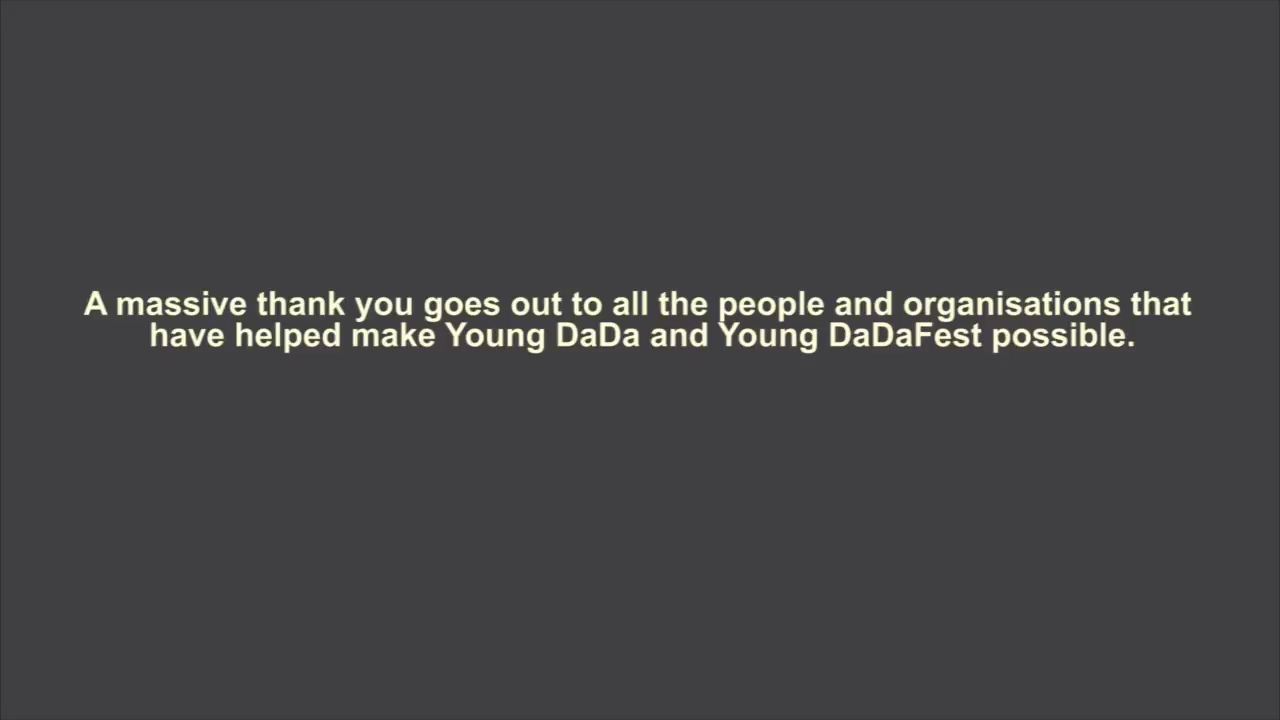 A massive thank you goes out to all the people and organisations that
have helped make Young DaDa and Young DaDaFest possible.